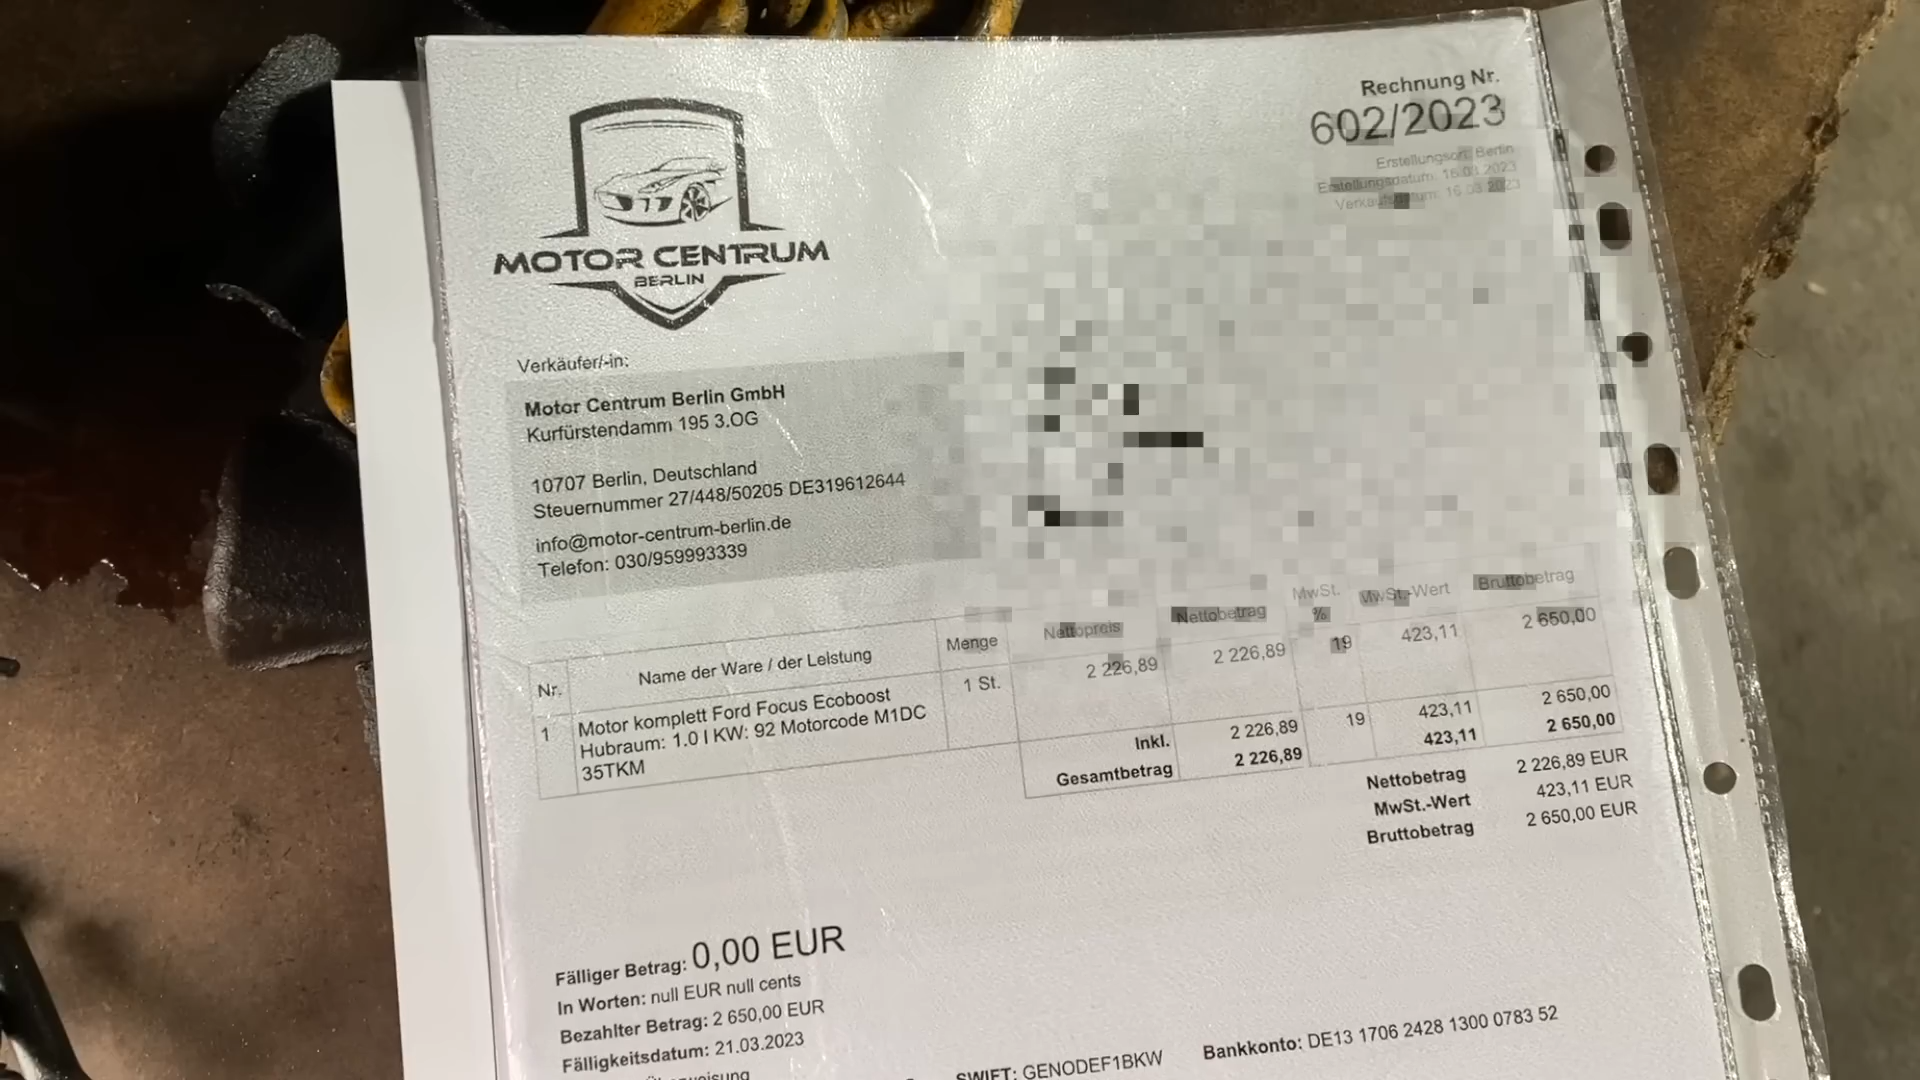 MOTOR CENTRUM
BERLIN
Rechnung Nr.
602/2023
Erstellungsort: Berlin
Erstellungsdatum: 16.03.2023
Verkaufsdatum: 16.03.2023
Verkäufer/-in:
Motor Centrum Berlin GmbH
Kurfürstendamm 195 3.OG
10707 Berlin, Deutschland
Steuernummer 27/448/50205 DE319612644
info@motor-centrum-berlin.de
Telefon: 030/959993339
Nr. Name der Ware / der Leistung Menge Nettopreis Nettobetrag MwSt. % MwSt.-Wert Bruttobetrag
1 Motor komplett Ford Focus Ecoboost 1 St. 2 226,89 2 226,89 19 423,11 2 650,00
Hubraum: 1.0 l KW: 92 Motorcode M1DC
35TKM
Inkl. 2 226,89 19 423,11 2 650,00
Gesamtbetrag 2 226,89 423,11 2 650,00
Nettobetrag 2 226,89 EUR
MwSt.-Wert 423,11 EUR
Bruttobetrag 2 650,00 EUR
Fälliger Betrag: 0,00 EUR
In Worten: null EUR null cents
Bezahlter Betrag: 2 650,00 EUR
Fälligkeitsdatum: 21.03.2023
SWIFT: GENODEF1BKW Bankkonto: DE13 1706 2428 1300 0783 52